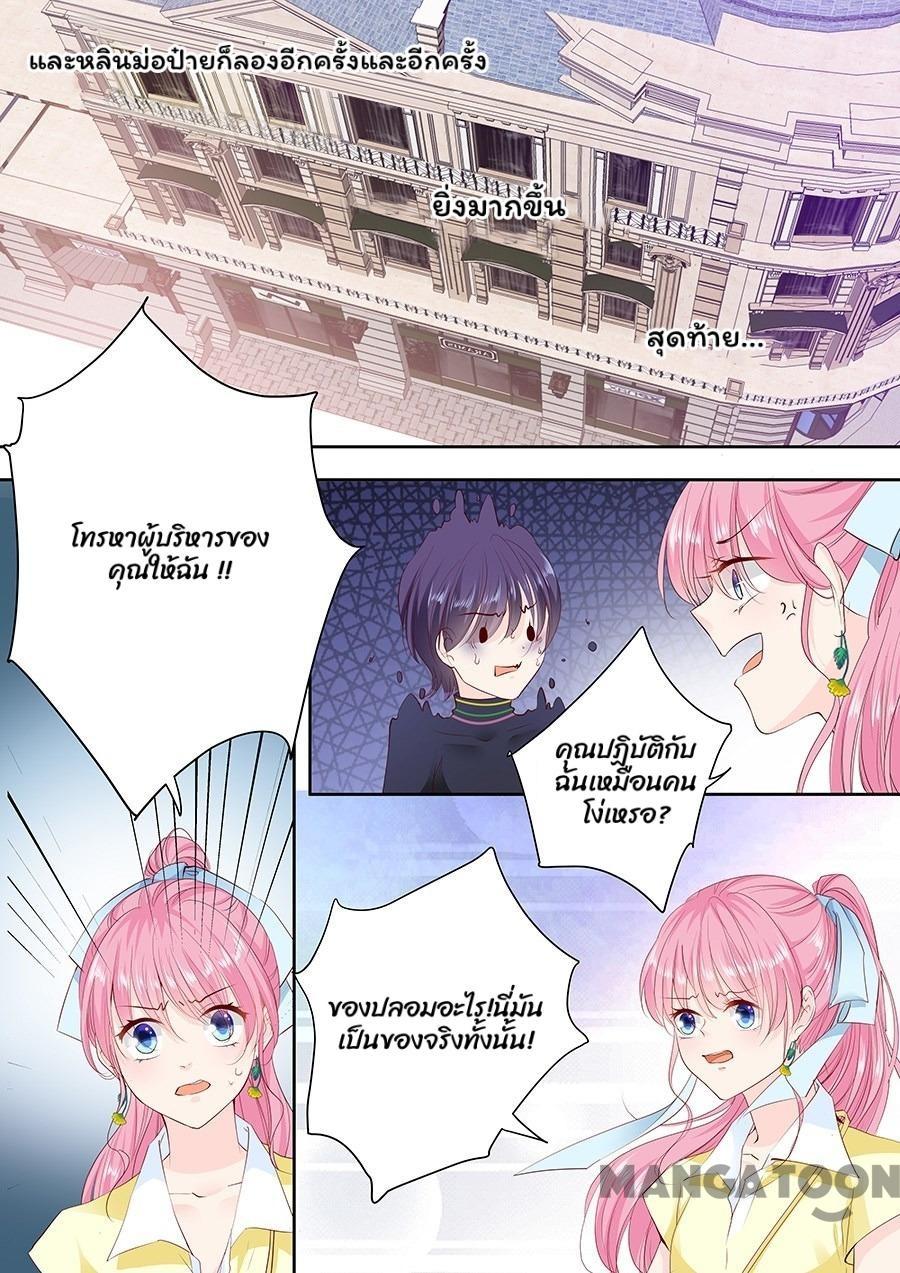 และหลินม่อป๋ายก็ลองอีกครั้งและอีกครั้ง
ยิ่งมากขึ้น
สุดท้าย...
โทรหาผู้บริหารของ
คุณให้ฉัน !!
คุณปฏิบัติกับ
ฉันเหมือนคน
โง่เหรอ?
ของปลอมอะไร!นี่มัน
เป็นของจริงทั้งนั้น!
MANGATOON